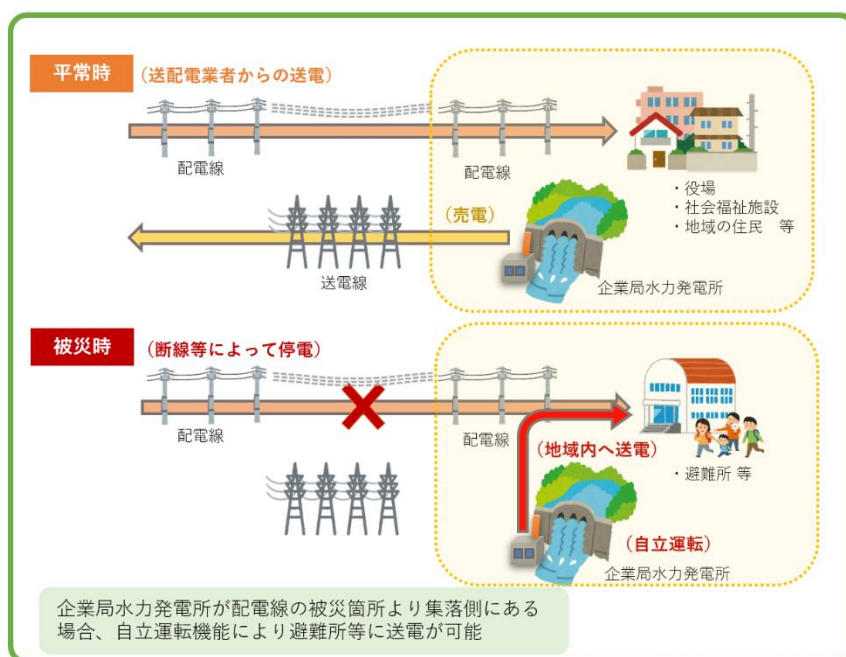 平常時
(送配電業者からの送電)
配電線
配電線
・役場
・社会福祉施設
・地域の住民　等
(売電)
送電線
企業局水力発電所
被災時
(断線等によって停電)
配電線
配電線
(地域内へ送電)
・避難所 等
(自立運転)
企業局水力発電所
企業局水力発電所が配電線の被災箇所より集落側にある
場合、自立運転機能により避難所等に送電が可能